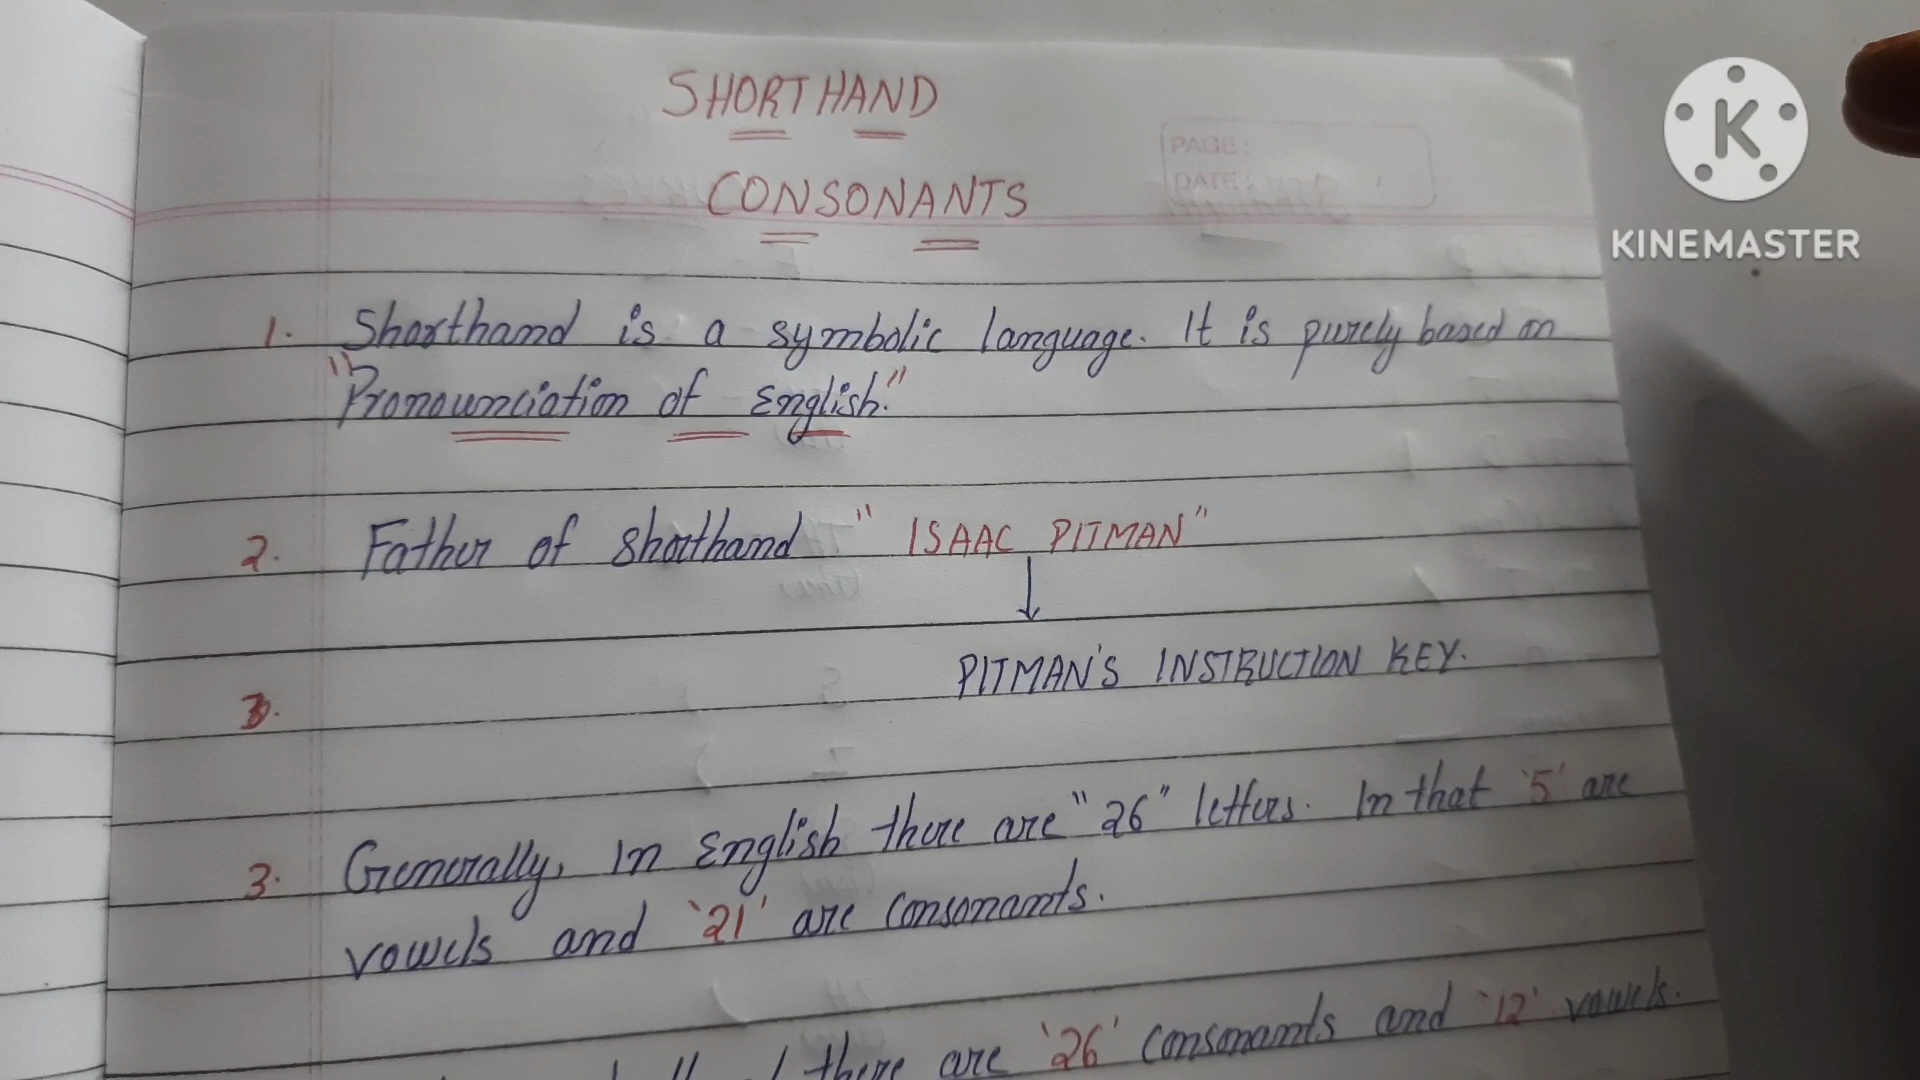 SHORTHAND
PAGE:
DATE:
CONSONANTS
KINEMASTER
1. Shorthand is a symbolic language. It is purely based on
"Pronounciation of English."
2. Father of Shorthand "ISAAC PITMAN"
↓
PITMAN'S INSTRUCTION KEY.
3.
3. Generally, in English there are "26" letters. In that '5' are
vowels and '21' are consonants.
there are '26' consonants and '12' vowels.